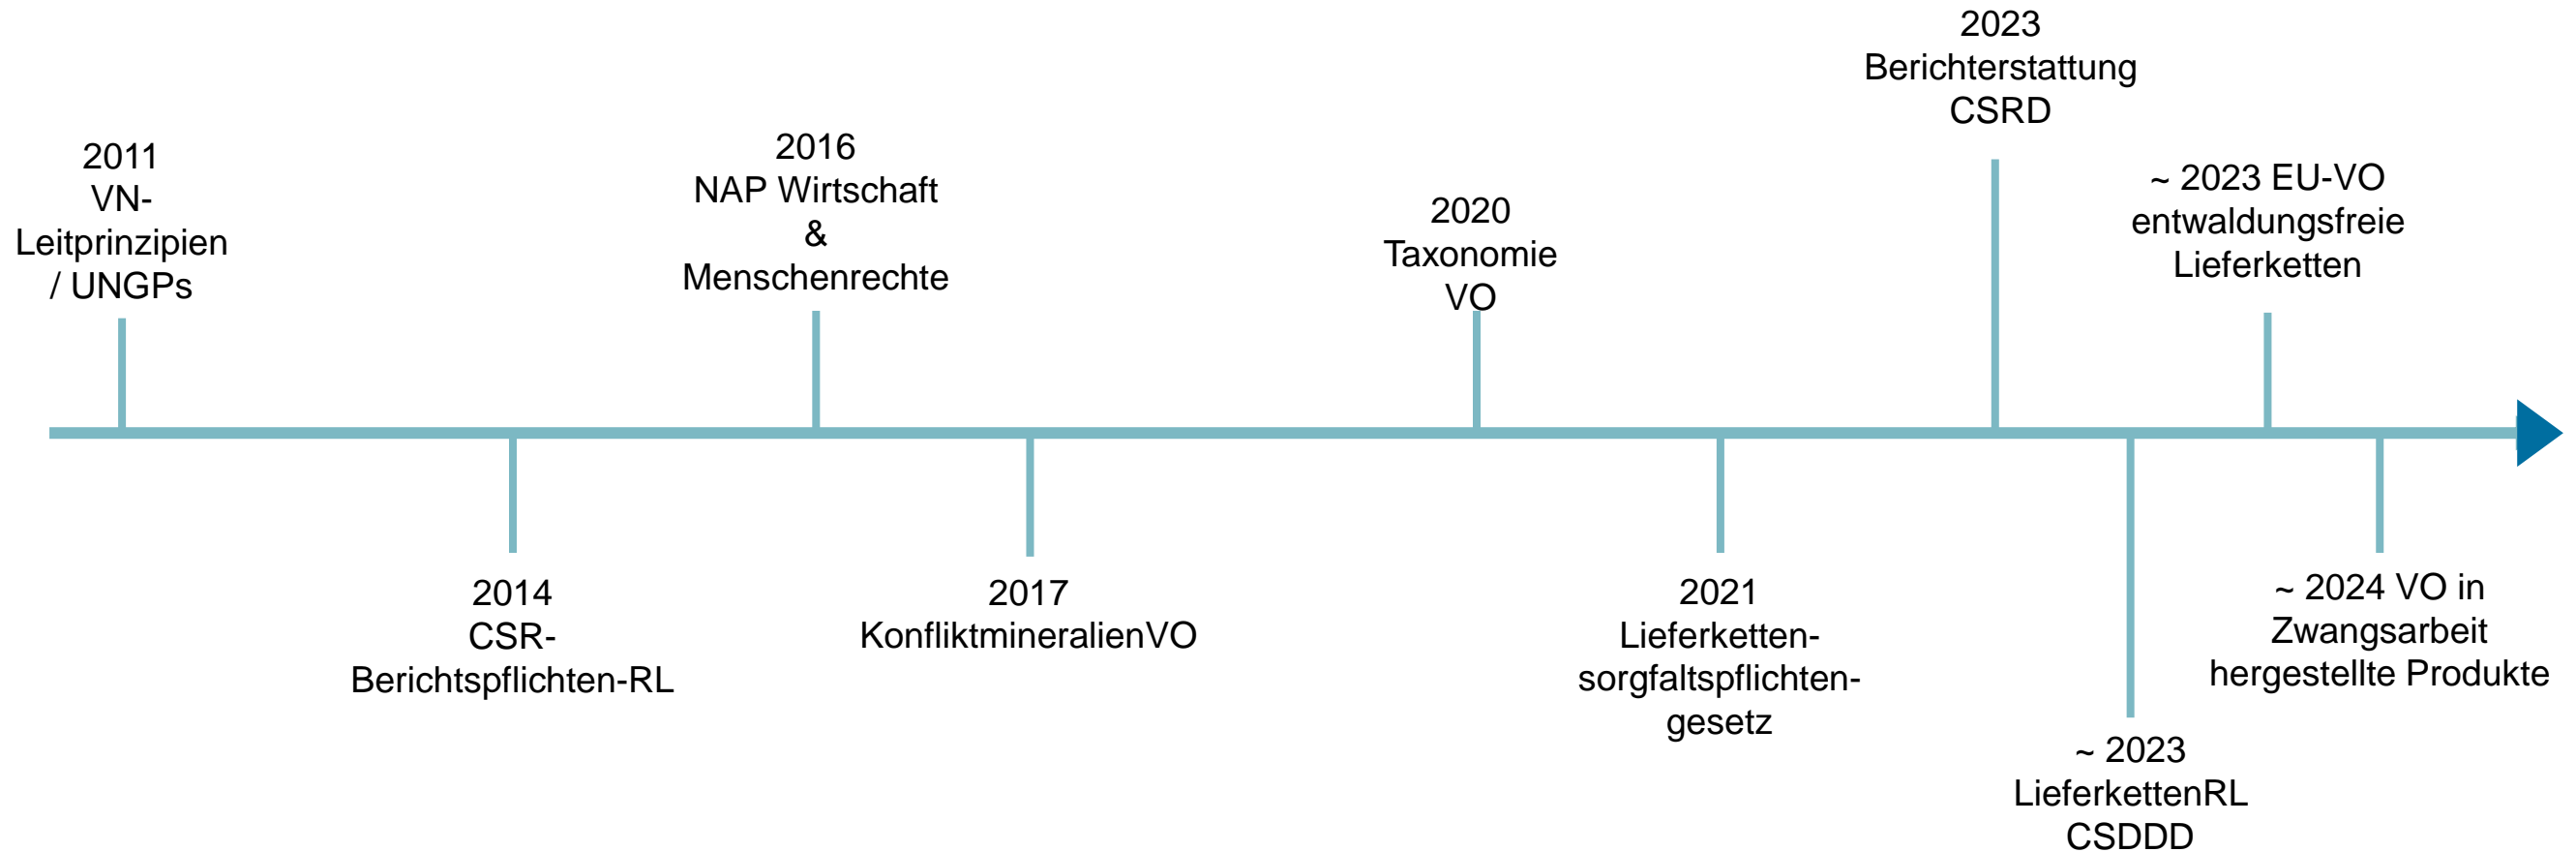 2011
VN-
Leitprinzipien
/ UNGPs
2014
CSR-
Berichtspflichten-RL
2016
NAP Wirtschaft
&
Menschenrechte
2017
KonfliktmineralienVO
2020
Taxonomie
VO
2021
Lieferketten-
sorgfaltspflichten-
gesetz
2023
Berichterstattung
CSRD
~ 2023
LieferkettenRL
CSDDD
~ 2023 EU-VO
entwaldungsfreie
Lieferketten
~ 2024 VO in
Zwangsarbeit
hergestellte Produkte